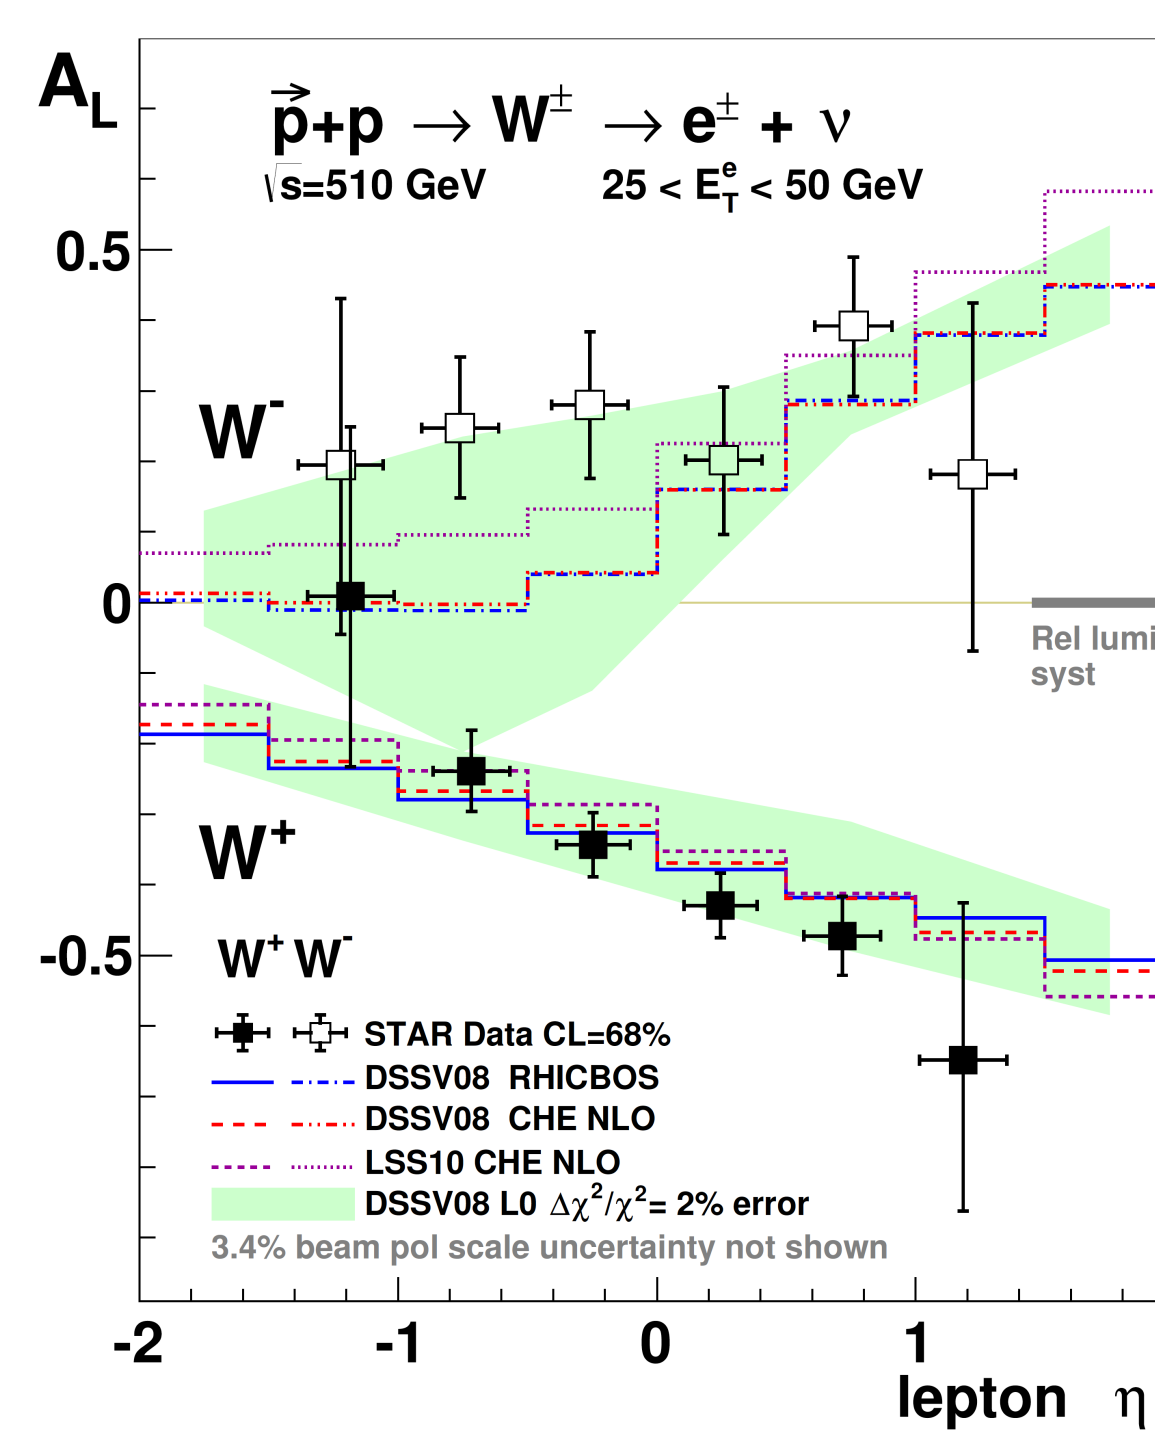 A_L
p⃗+p → W^± → e^± + ν
√s=510 GeV 25 < E_T^e < 50 GeV
0.5
W^-
0
Rel lumi
syst
W^+
-0.5
W^+ W^-
STAR Data CL=68%
DSSV08 RHICBOS
DSSV08 CHE NLO
LSS10 CHE NLO
DSSV08 L0 Δχ^2/χ^2= 2% error
3.4% beam pol scale uncertainty not shown
-2 -1 0 1
lepton η